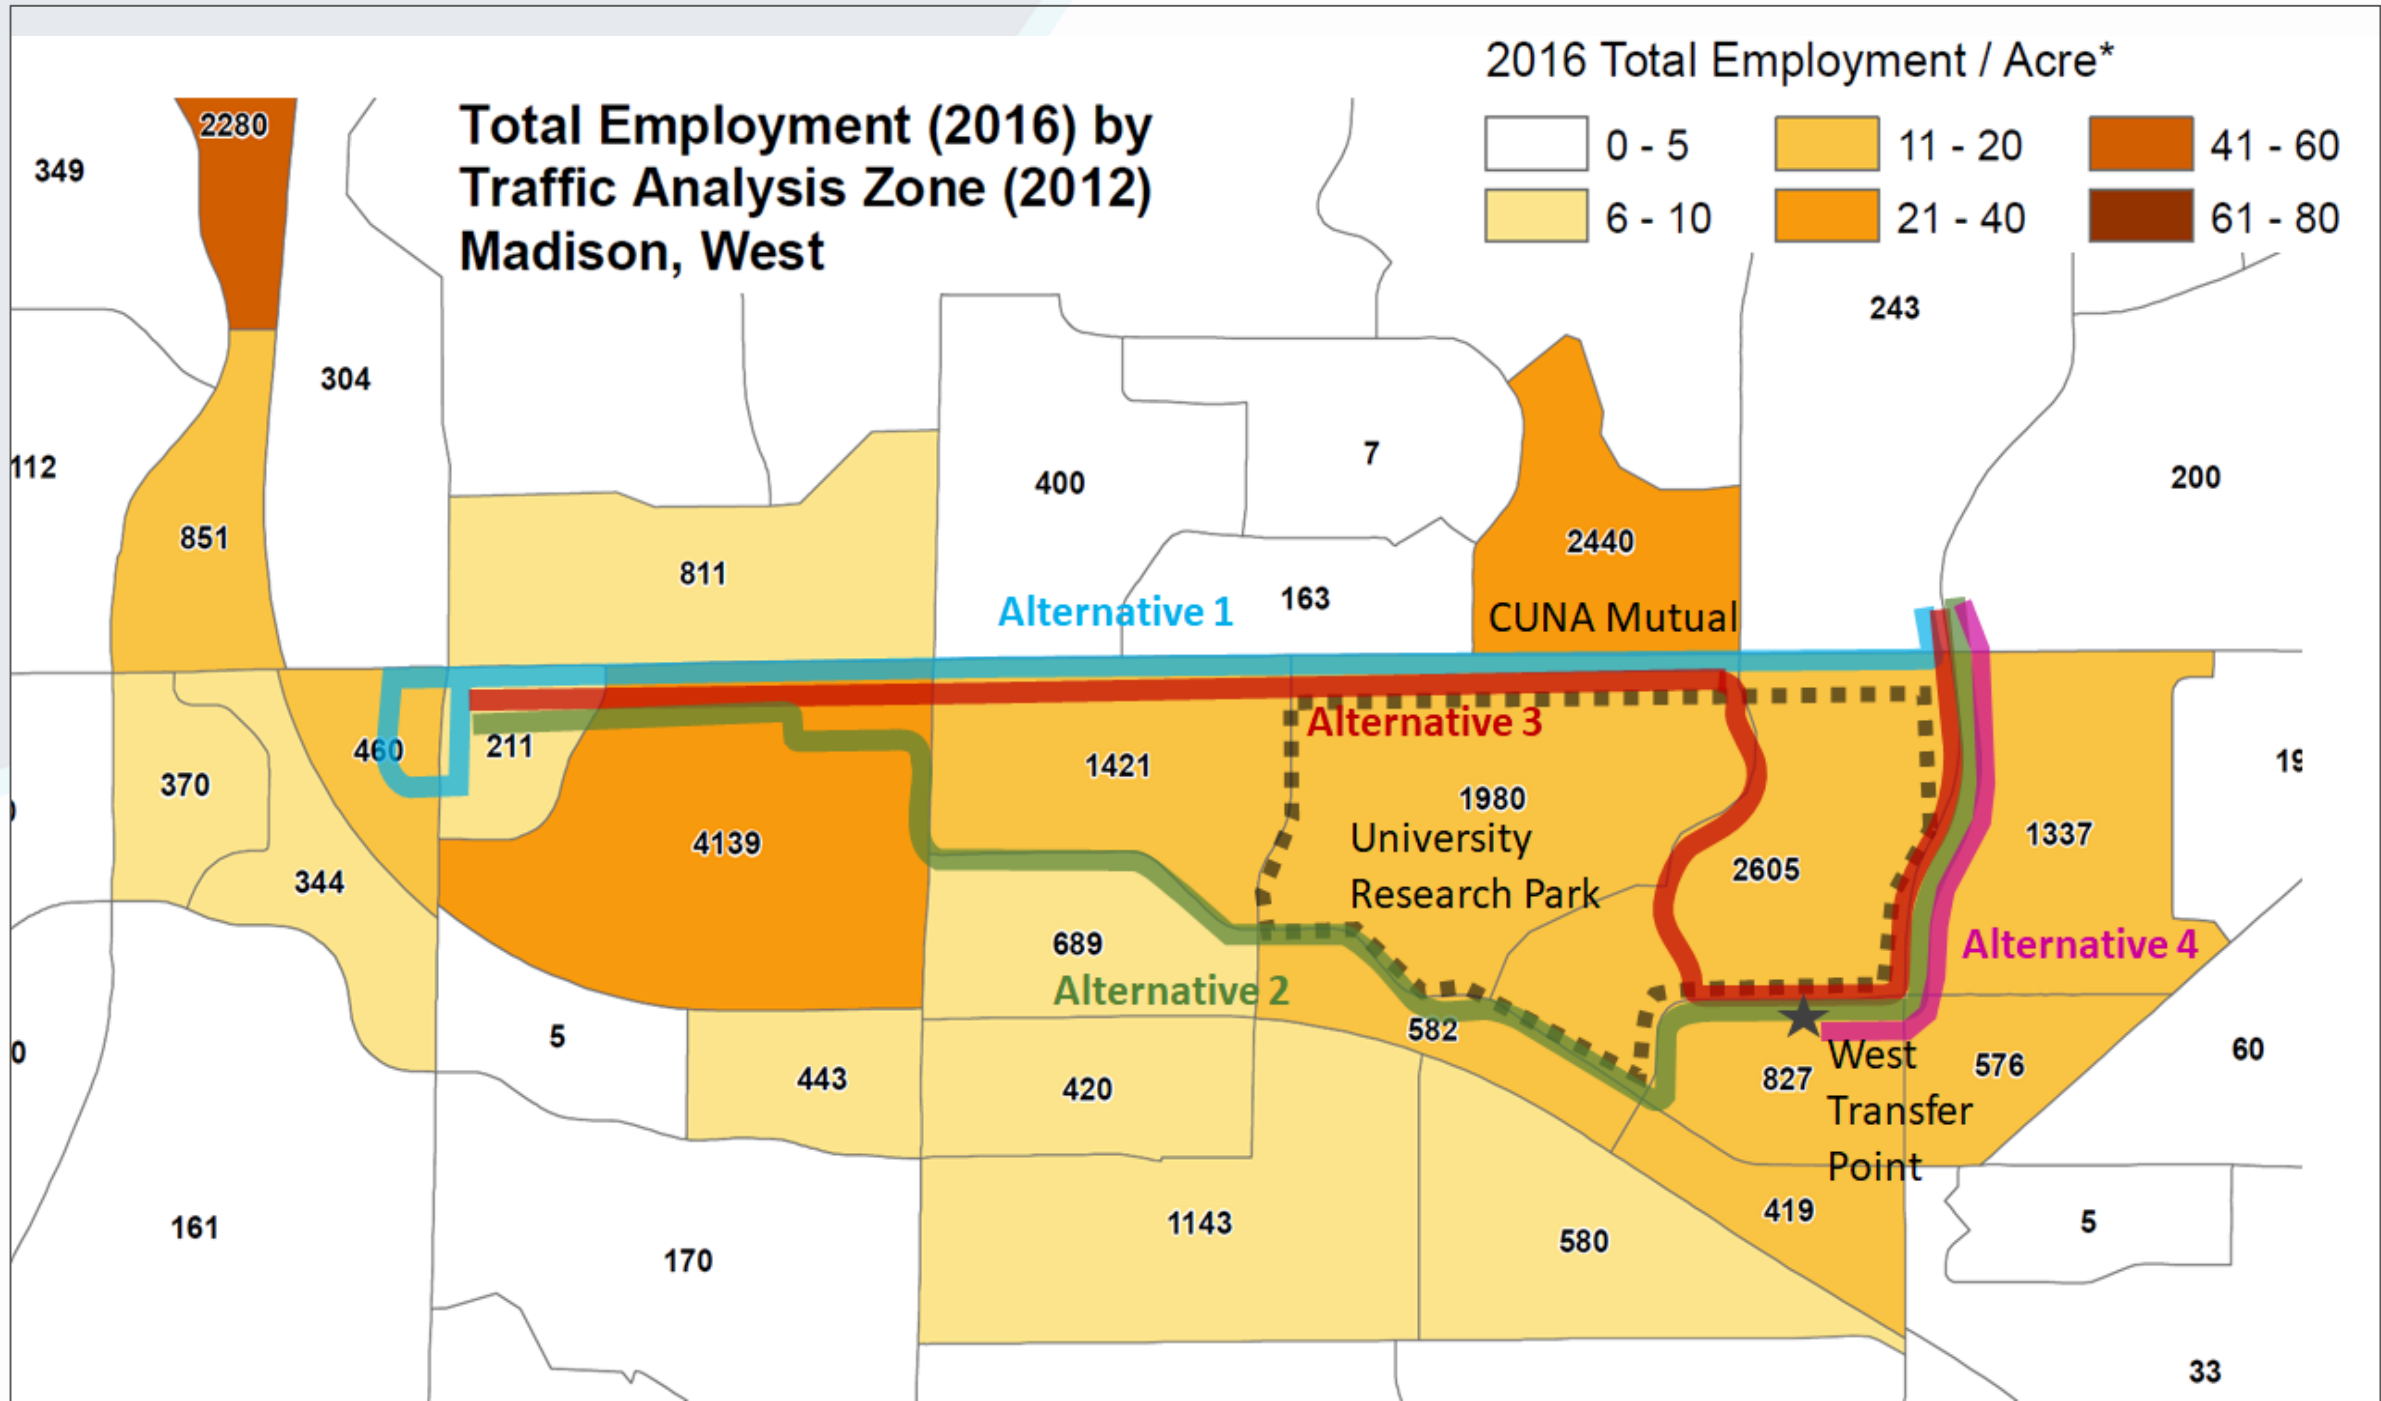 2016 Total Employment / Acre*
0 - 5
11 - 20
41 - 60
6 - 10
21 - 40
61 - 80
Total Employment (2016) by
Traffic Analysis Zone (2012)
Madison, West
2280
349
243
304
112
7
400
200
851
2440
811
163
Alternative 1
CUNA Mutual
Alternative 3
460
211
1421
370
1980
University
Research Park
1337
4139
2605
344
689
Alternative 4
Alternative 2
582
5
0
443
420
827
West
Transfer
Point
576
60
161
1143
419
5
170
580
33